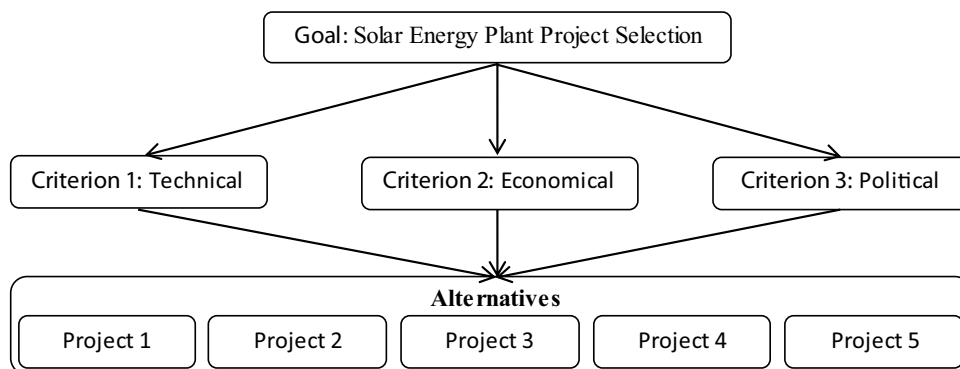 Goal: Solar Energy Plant Project Selection
Criterion 1: Technical
Criterion 2: Economical
Criterion 3: Political
Alternatives
Project 1
Project 2
Project 3
Project 4
Project 5